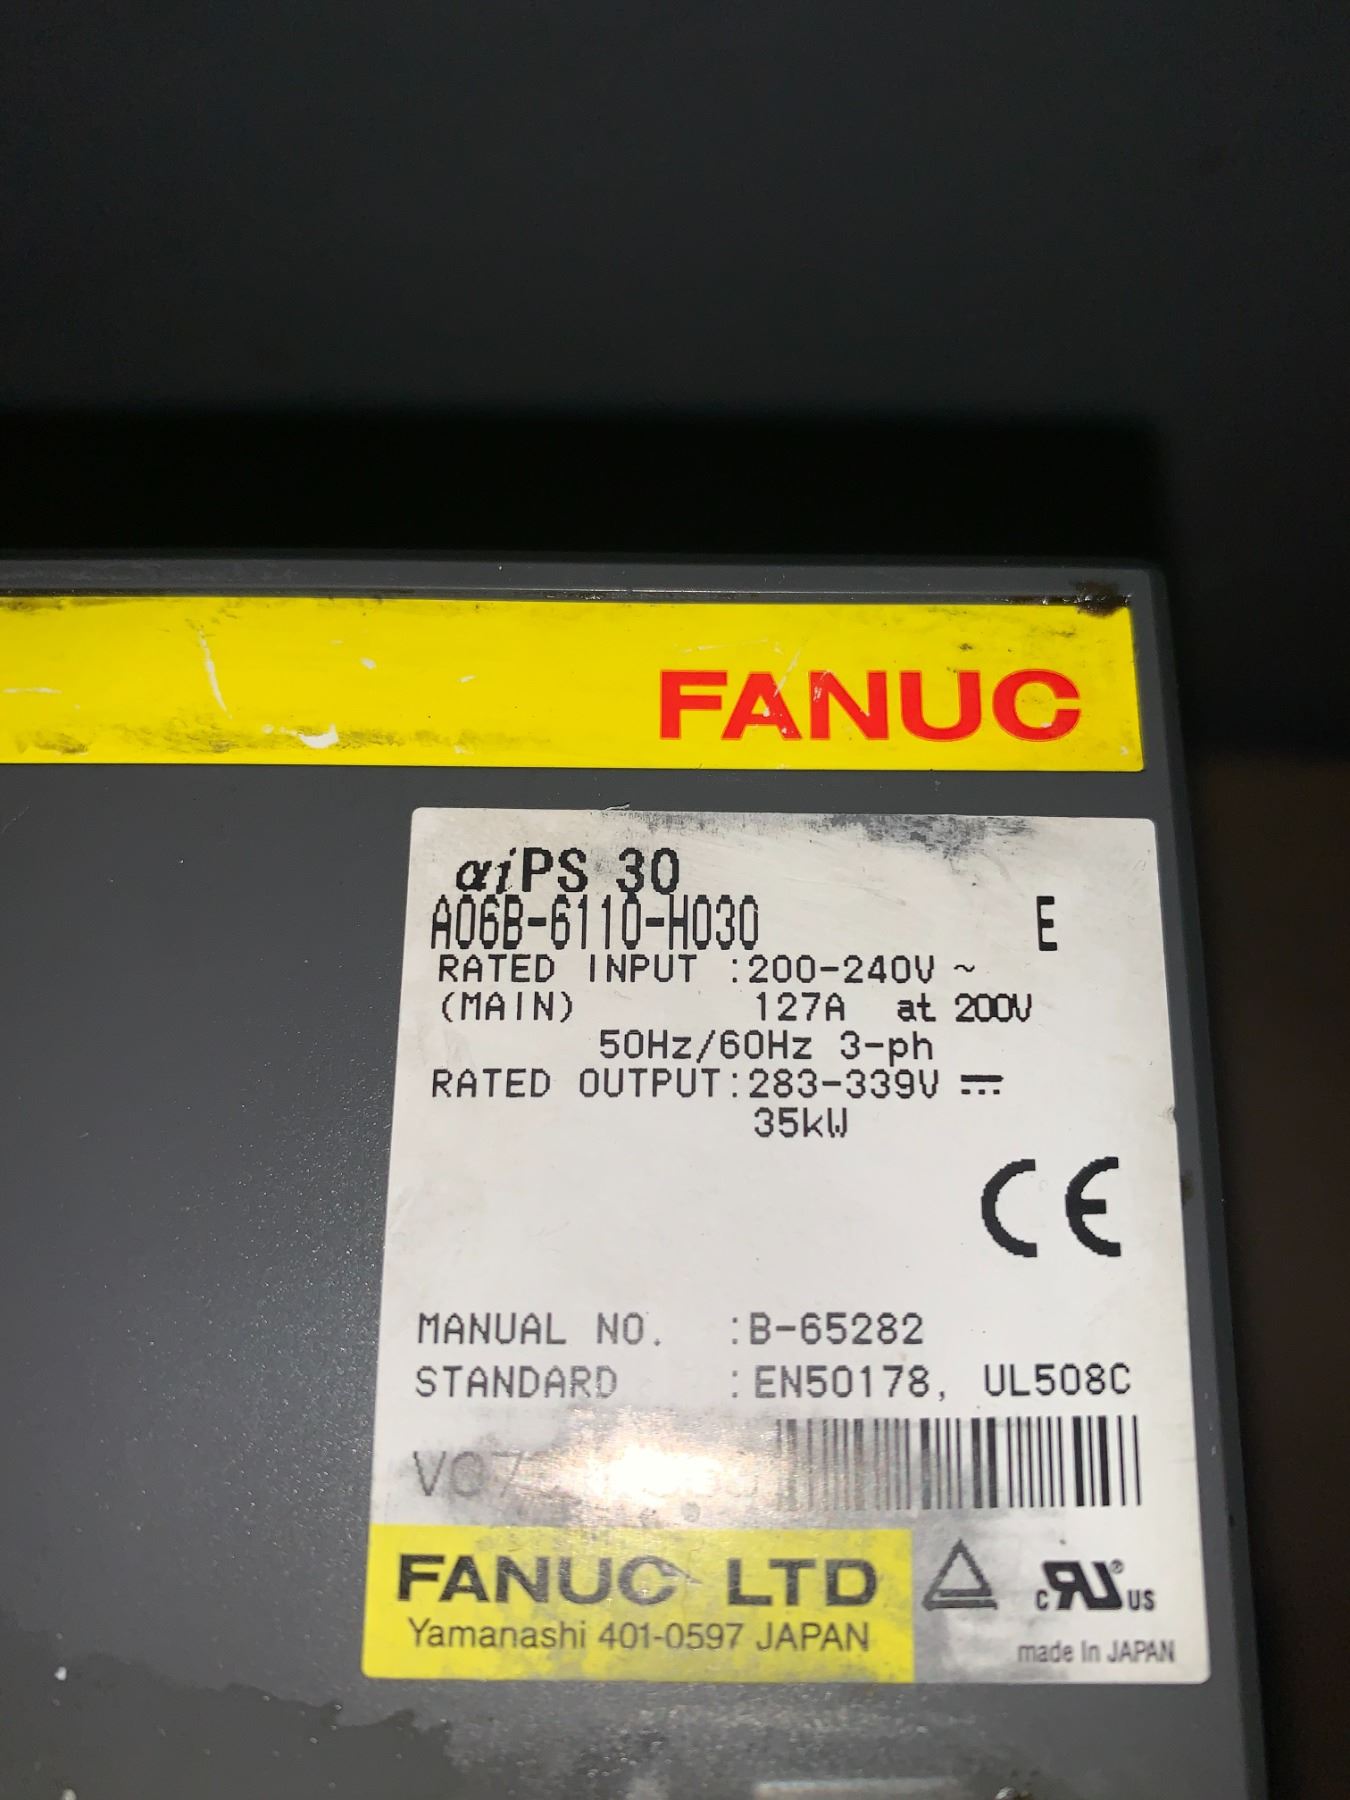 FANUC
αiPS 30
A06B-6110-H030 E
RATED INPUT :200-240V ~
(MAIN) 127A at 200V
50Hz/60Hz 3-ph
RATED OUTPUT:283-339V ⎓
35kW
CE
MANUAL NO. :B-65282
STANDARD :EN50178, UL508C
FANUC LTD
Yamanashi 401-0597 JAPAN
c RU ® US
made In JAPAN